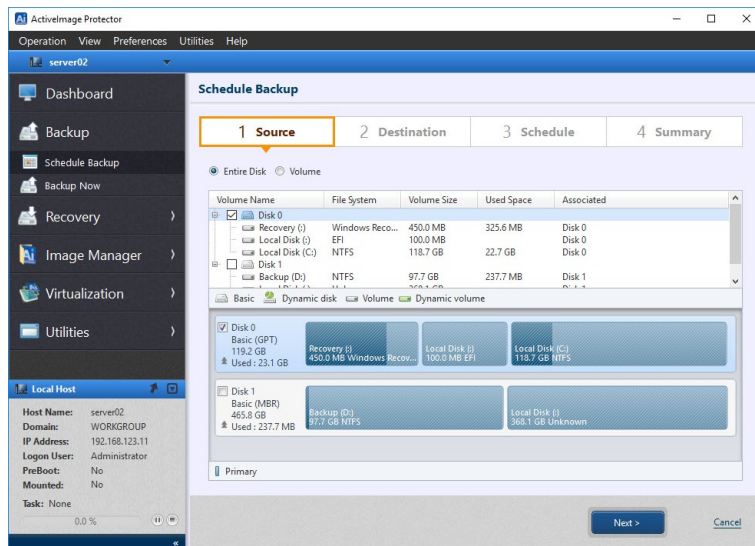 ActiveImage Protector
Operation View Preferences Utilities Help
server02
Dashboard
Backup
Schedule Backup
Backup Now
Recovery
Image Manager
Virtualization
Utilities
Local Host
Host Name: server02
Domain: WORKGROUP
IP Address: 192.168.123.11
Logon User: Administrator
PreBoot: No
Mounted: No
Task: None
0.0 %
Schedule Backup
1 Source 2 Destination 3 Schedule 4 Summary
Entire Disk Volume
Volume Name File System Volume Size Used Space Associated
Disk 0
Recovery (:) Windows Reco... 450.0 MB 325.6 MB Disk 0
Local Disk (:) EFI 100.0 MB Disk 0
Local Disk (C:) NTFS 118.7 GB 22.7 GB Disk 0
Disk 1
Backup (D:) NTFS 97.7 GB 237.7 MB Disk 1
Basic Dynamic disk Volume Dynamic volume
Disk 0
Basic (GPT)
119.2 GB
Used : 23.1 GB
Recovery (:)
450.0 MB Windows Recov...
Local Disk (:)
100.0 MB EFI
Local Disk (C:)
118.7 GB NTFS
Disk 1
Basic (MBR)
465.8 GB
Used : 237.7 MB
Backup (D:)
97.7 GB NTFS
Local Disk (:)
368.1 GB Unknown
Primary
Next >
Cancel